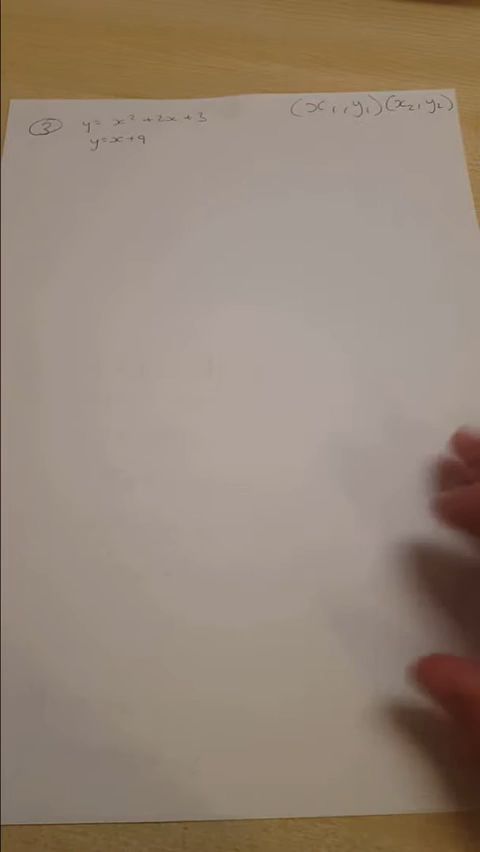 ③ y = x² + 2x + 3
y = x + 9
(x₁, y₁) (x₂, y₂)